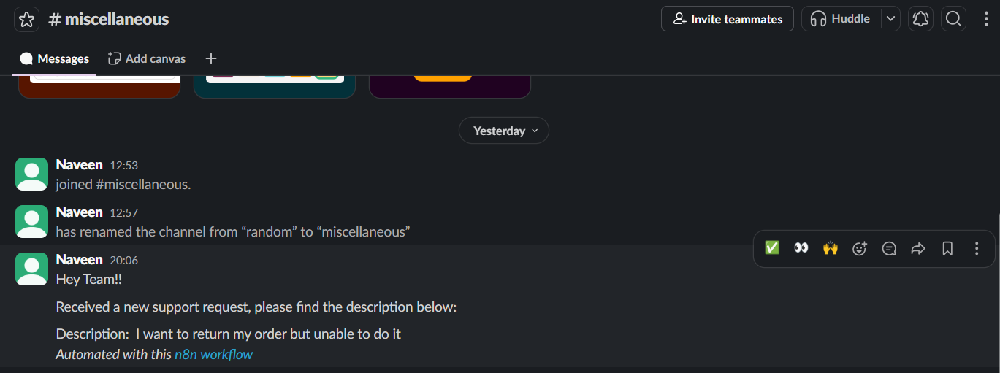 # miscellaneous
Invite teammates
Huddle
Messages
Add canvas
Yesterday
Naveen 12:53
joined #miscellaneous.
Naveen 12:57
has renamed the channel from “random” to “miscellaneous”
Naveen 20:06
Hey Team!!
Received a new support request, please find the description below:
Description:  I want to return my order but unable to do it
Automated with this n8n workflow